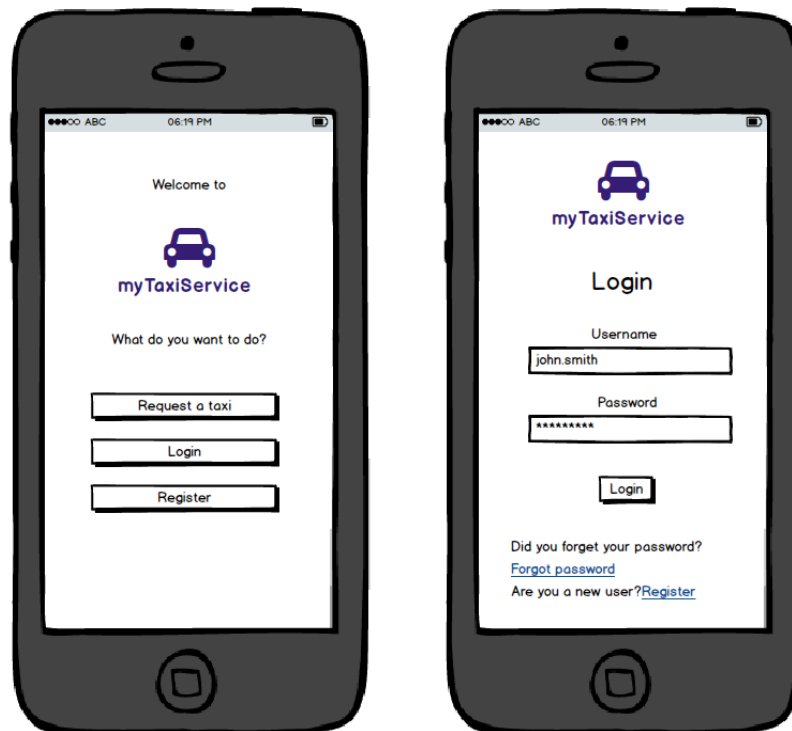 ABC 06:19 PM
Welcome to
myTaxiService
What do you want to do?
Request a taxi
Login
Register
ABC 06:19 PM
myTaxiService
Login
Username
john.smith
Password
*********
Login
Did you forget your password?
Forgot password
Are you a new user?Register